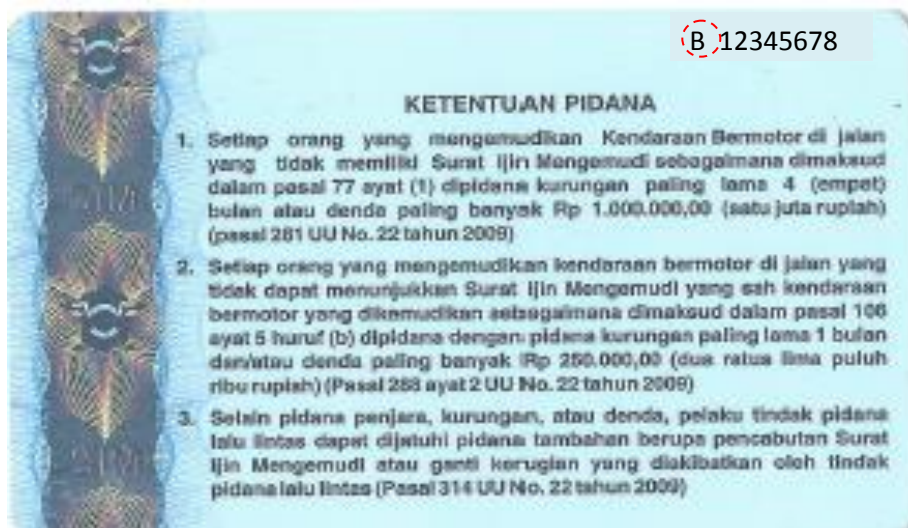 B 12345678
KETENTUAN PIDANA
1. Setiap orang yang mengemudikan Kendaraan Bermotor di jalan
yang tidak memiliki Surat Ijin Mengemudi sebagaimana dimaksud
dalam pasal 77 ayat (1) dipidana kurungan paling lama 4 (empat)
bulan atau denda paling banyak Rp 1.000.000,00 (satu juta rupiah)
(pasal 281 UU No. 22 tahun 2009)
2. Setiap orang yang mengemudikan kendaraan bermotor di jalan yang
tidak dapat menunjukkan Surat Ijin Mengemudi yang sah kendaraan
bermotor yang dikemudikan sebagaimana dimaksud dalam pasal 106
ayat 5 huruf (b) dipidana dengan pidana kurungan paling lama 1 bulan
dan/atau denda paling banyak Rp 250.000,00 (dua ratus lima puluh
ribu rupiah) (Pasal 288 ayat 2 UU No. 22 tahun 2009)
3. Selain pidana penjara, kurungan, atau denda, pelaku tindak pidana
lalu lintas dapat dijatuhi pidana tambahan berupa pencabutan Surat
Ijin Mengemudi atau ganti kerugian yang diakibatkan oleh tindak
pidana lalu lintas (Pasal 314 UU No. 22 tahun 2009)